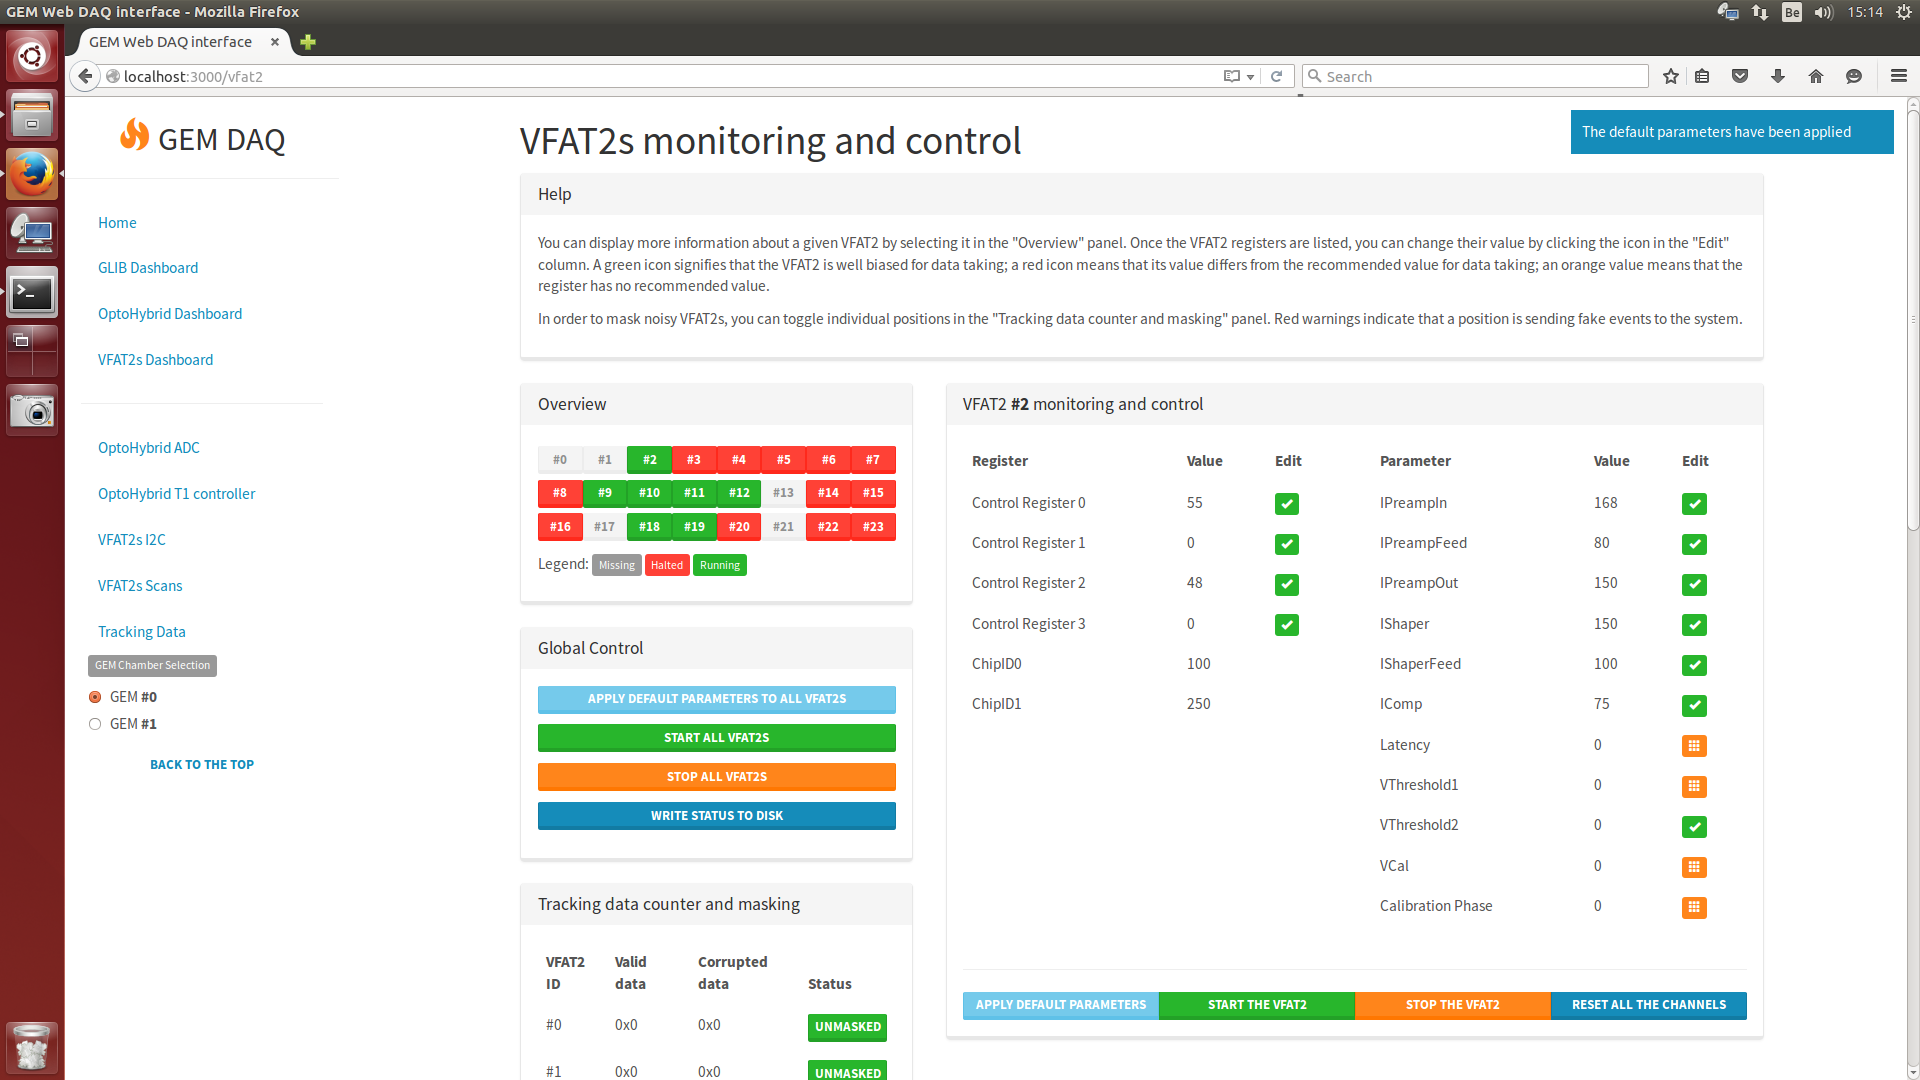 GEM Web DAQ interface - Mozilla Firefox
Be
15:14
GEM Web DAQ interface
localhost:3000/vfat2
Search
GEM DAQ
Home
GLIB Dashboard
OptoHybrid Dashboard
VFAT2s Dashboard
OptoHybrid ADC
OptoHybrid T1 controller
VFAT2s I2C
VFAT2s Scans
Tracking Data
GEM Chamber Selection
GEM #0
GEM #1
BACK TO THE TOP
VFAT2s monitoring and control
The default parameters have been applied
Help
You can display more information about a given VFAT2 by selecting it in the "Overview" panel. Once the VFAT2 registers are listed, you can change their value by clicking the icon in the "Edit"
column. A green icon signifies that the VFAT2 is well biased for data taking; a red icon means that its value differs from the recommended value for data taking; an orange value means that the
register has no recommended value.
In order to mask noisy VFAT2s, you can toggle individual positions in the "Tracking data counter and masking" panel. Red warnings indicate that a position is sending fake events to the system.
Overview
#0 #1 #2 #3 #4 #5 #6 #7
#8 #9 #10 #11 #12 #13 #14 #15
#16 #17 #18 #19 #20 #21 #22 #23
Legend: Missing Halted Running
Global Control
APPLY DEFAULT PARAMETERS TO ALL VFAT2S
START ALL VFAT2S
STOP ALL VFAT2S
WRITE STATUS TO DISK
Tracking data counter and masking
VFAT2 ID Valid data Corrupted data Status
#0 0x0 0x0 UNMASKED
#1 0x0 0x0 UNMASKED
VFAT2 #2 monitoring and control
Register Value Edit Parameter Value Edit
Control Register 0 55 IPreampIn 168
Control Register 1 0 IPreampFeed 80
Control Register 2 48 IPreampOut 150
Control Register 3 0 IShaper 150
ChipID0 100 IShaperFeed 100
ChipID1 250 IComp 75
Latency 0
VThreshold1 0
VThreshold2 0
VCal 0
Calibration Phase 0
APPLY DEFAULT PARAMETERS START THE VFAT2 STOP THE VFAT2 RESET ALL THE CHANNELS